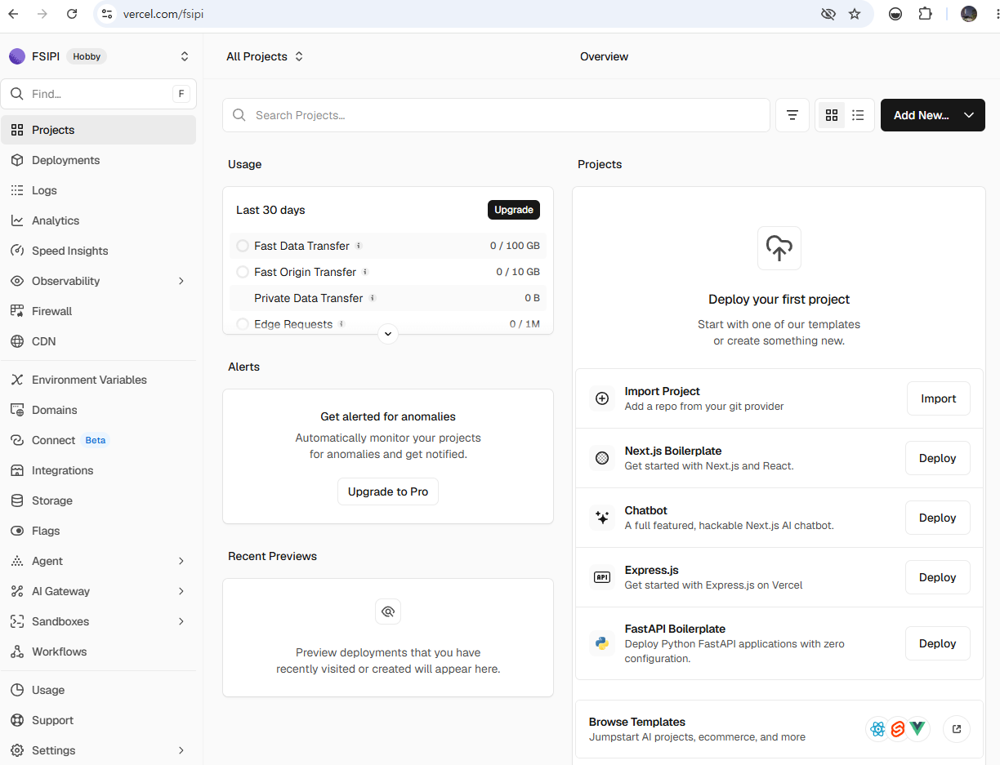 vercel.com/fsipi
FSIPI Hobby
Find... F
Projects
Deployments
Logs
Analytics
Speed Insights
Observability
Firewall
CDN
Environment Variables
Domains
Connect Beta
Integrations
Storage
Flags
Agent
AI Gateway
Sandboxes
Workflows
Usage
Support
Settings
All Projects
Overview
Search Projects...
Add New...
Usage
Last 30 days Upgrade
Fast Data Transfer 0 / 100 GB
Fast Origin Transfer 0 / 10 GB
Private Data Transfer 0 B
Edge Requests 0 / 1M
Alerts
Get alerted for anomalies
Automatically monitor your projects
for anomalies and get notified.
Upgrade to Pro
Recent Previews
Preview deployments that you have
recently visited or created will appear here.
Projects
Deploy your first project
Start with one of our templates
or create something new.
Import Project
Add a repo from your git provider
Import
Next.js Boilerplate
Get started with Next.js and React.
Deploy
Chatbot
A full featured, hackable Next.js AI chatbot.
Deploy
API
Express.js
Get started with Express.js on Vercel
Deploy
FastAPI Boilerplate
Deploy Python FastAPI applications with zero
configuration.
Deploy
Browse Templates
Jumpstart AI projects, ecommerce, and more